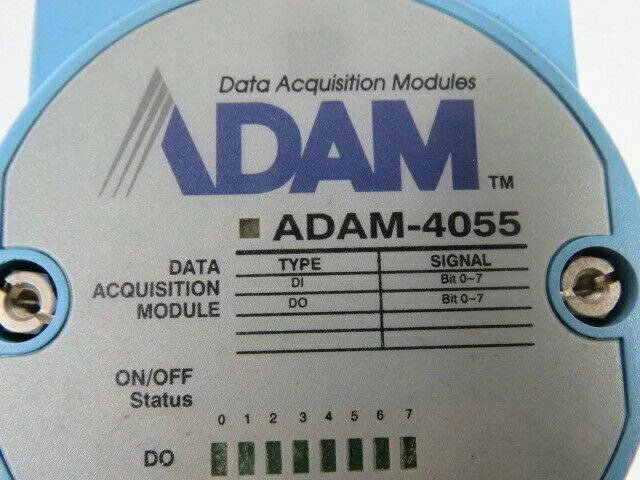 Data Acquisition Modules
ADAM TM
ADAM-4055
DATA ACQUISITION MODULE
TYPE SIGNAL
DI Bit 0~7
DO Bit 0~7
ON/OFF
Status
0 1 2 3 4 5 6 7
DO